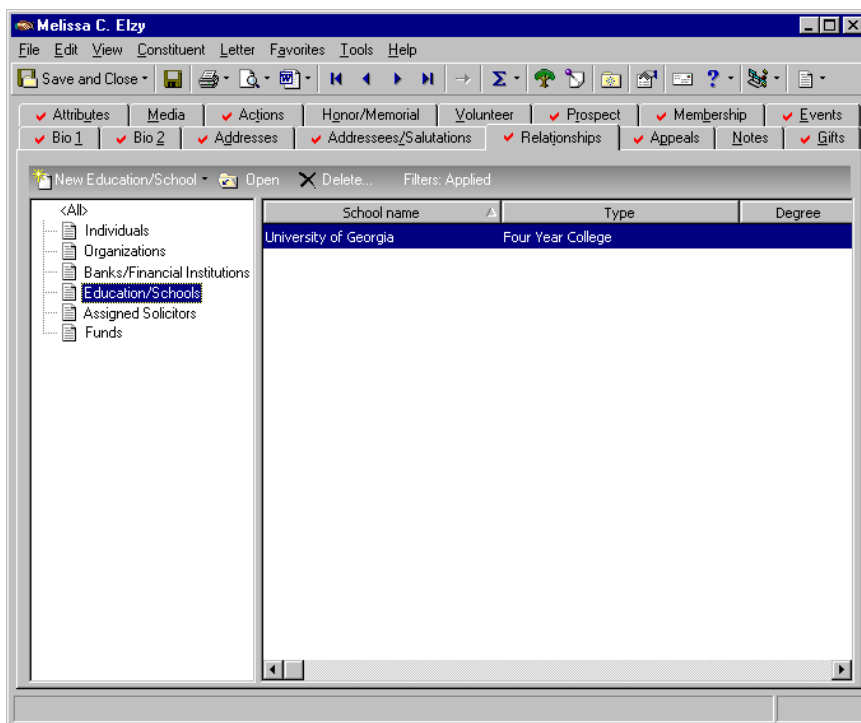 Melissa C. Elzy
File Edit View Constituent Letter Favorites Tools Help
Save and Close
Attributes Media Actions Honor/Memorial Volunteer Prospect Membership Events
Bio 1 Bio 2 Addresses Addressees/Salutations Relationships Appeals Notes Gifts
New Education/School Open Delete... Filters: Applied
<All> School name Type Degree
Individuals University of Georgia Four Year College
Organizations
Banks/Financial Institutions
Education/Schools
Assigned Solicitors
Funds